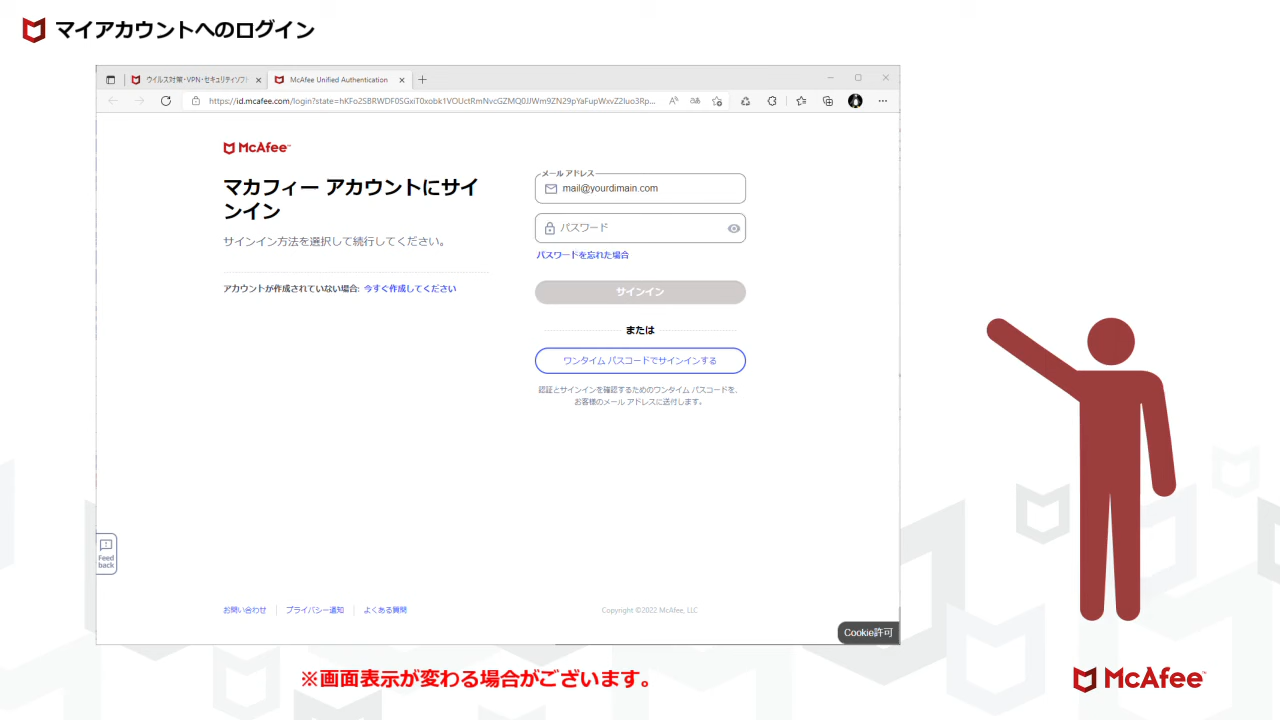 マイアカウントへのログイン
ウイルス対策・VPN・セキュリティソフト
McAfee Unified Authentication
https://id.mcafee.com/login?state=
McAfee™
マカフィー アカウントにサイ
ンイン
サインイン方法を選択して続行してください。
アカウントが作成されていない場合: 今すぐ作成してください
メール アドレス
mail@yourdimain.com
パスワード
パスワードを忘れた場合
サインイン
または
ワンタイム パスコードでサインインする
認証とサインインを確認するためのワンタイム パスコードを、
お客様のメール アドレスに送付します。
Feed
back
お問い合わせ
プライバシー通知
よくある質問
Copyright ©2022 McAfee, LLC
Cookie許可
※画面表示が変わる場合がございます。
McAfee™